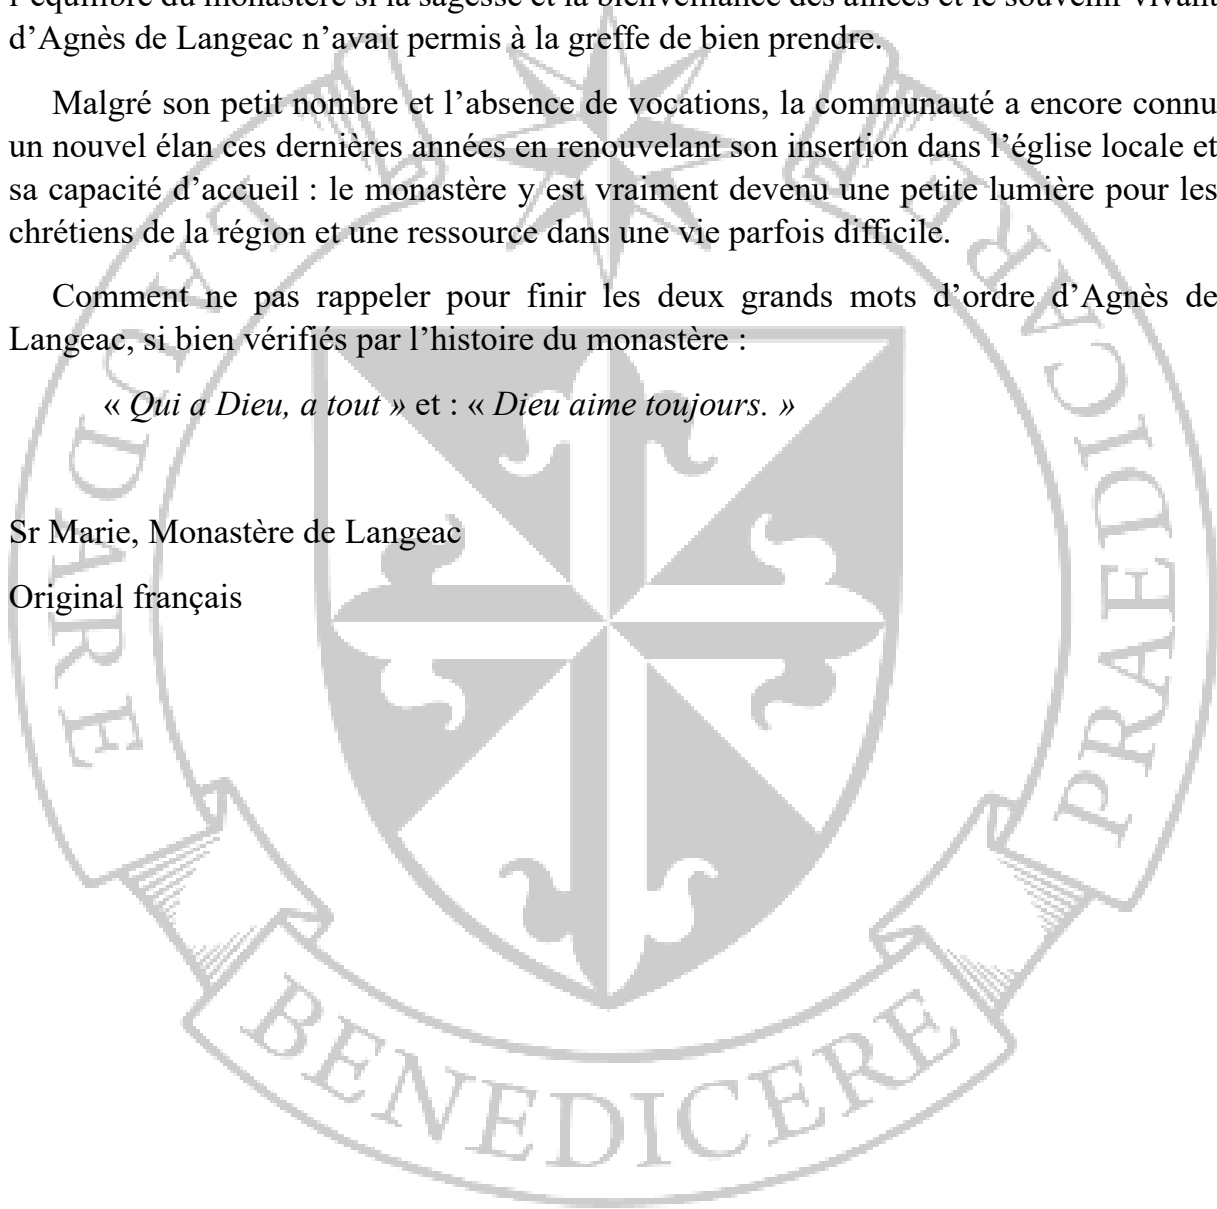 l’équilibre du monastère si la sagesse et la bienveillance des aînées et le souvenir vivant
d’Agnès de Langeac n’avait permis à la greffe de bien prendre.
Malgré son petit nombre et l’absence de vocations, la communauté a encore connu
un nouvel élan ces dernières années en renouvelant son insertion dans l’église locale et
sa capacité d’accueil : le monastère y est vraiment devenu une petite lumière pour les
chrétiens de la région et une ressource dans une vie parfois difficile.
Comment ne pas rappeler pour finir les deux grands mots d’ordre d’Agnès de
Langeac, si bien vérifiés par l’histoire du monastère :
« Qui a Dieu, a tout » et : « Dieu aime toujours. »
Sr Marie, Monastère de Langeac
Original français
LAUDARE
BENEDICERE
PRAEDICARE